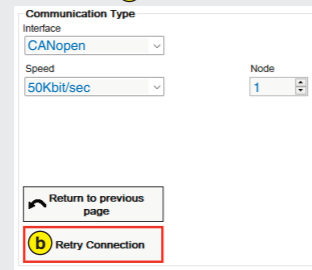 Communication Type
Interface
CANopen
Speed Node
50Kbit/sec 1
Return to previous
page
b Retry Connection